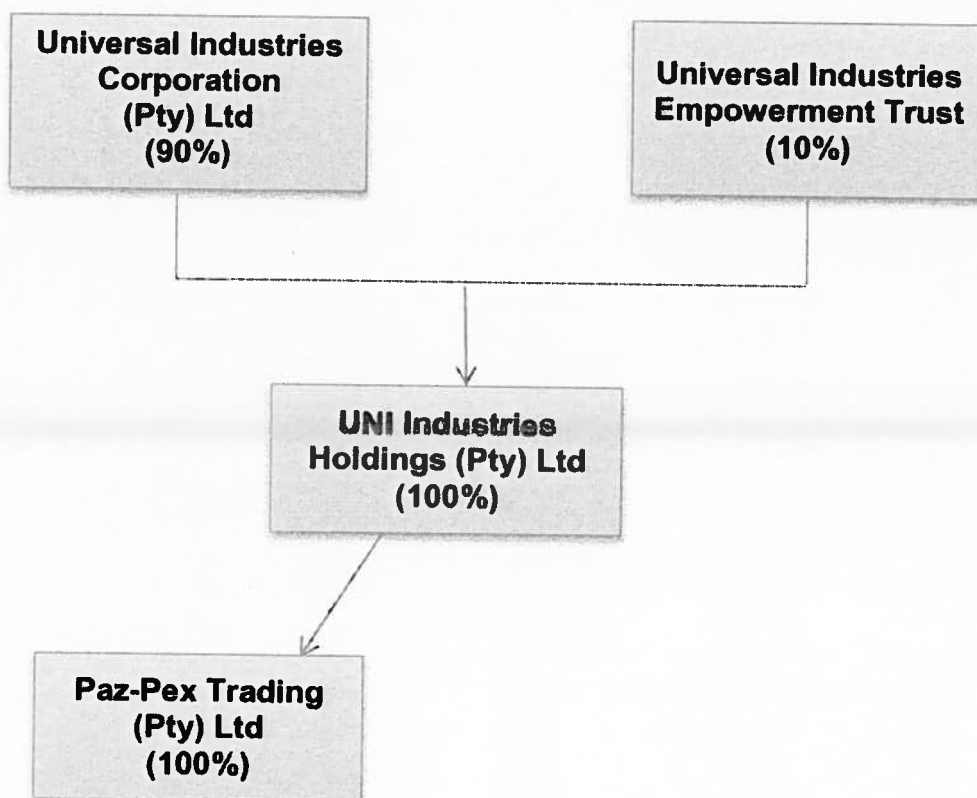 Universal Industries
Corporation
(Pty) Ltd
(90%)
Universal Industries
Empowerment Trust
(10%)
UNI Industries
Holdings (Pty) Ltd
(100%)
Paz-Pex Trading
(Pty) Ltd
(100%)